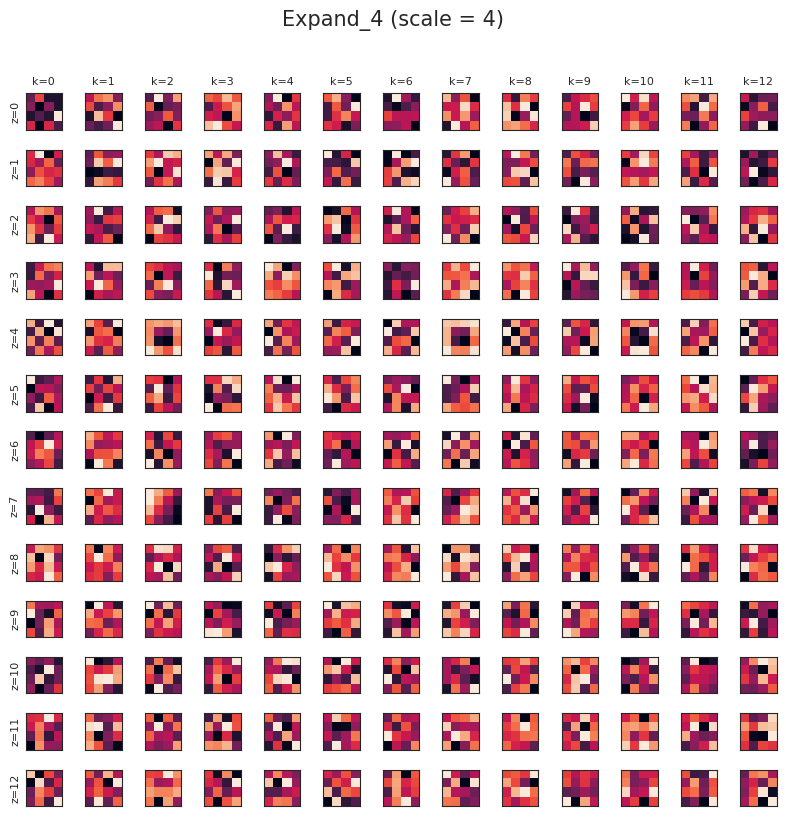 Expand_4 (scale = 4)
k=0 k=1 k=2 k=3 k=4 k=5 k=6 k=7 k=8 k=9 k=10 k=11 k=12
z=0
z=1
z=2
z=3
z=4
z=5
z=6
z=7
z=8
z=9
z=10
z=11
z=12